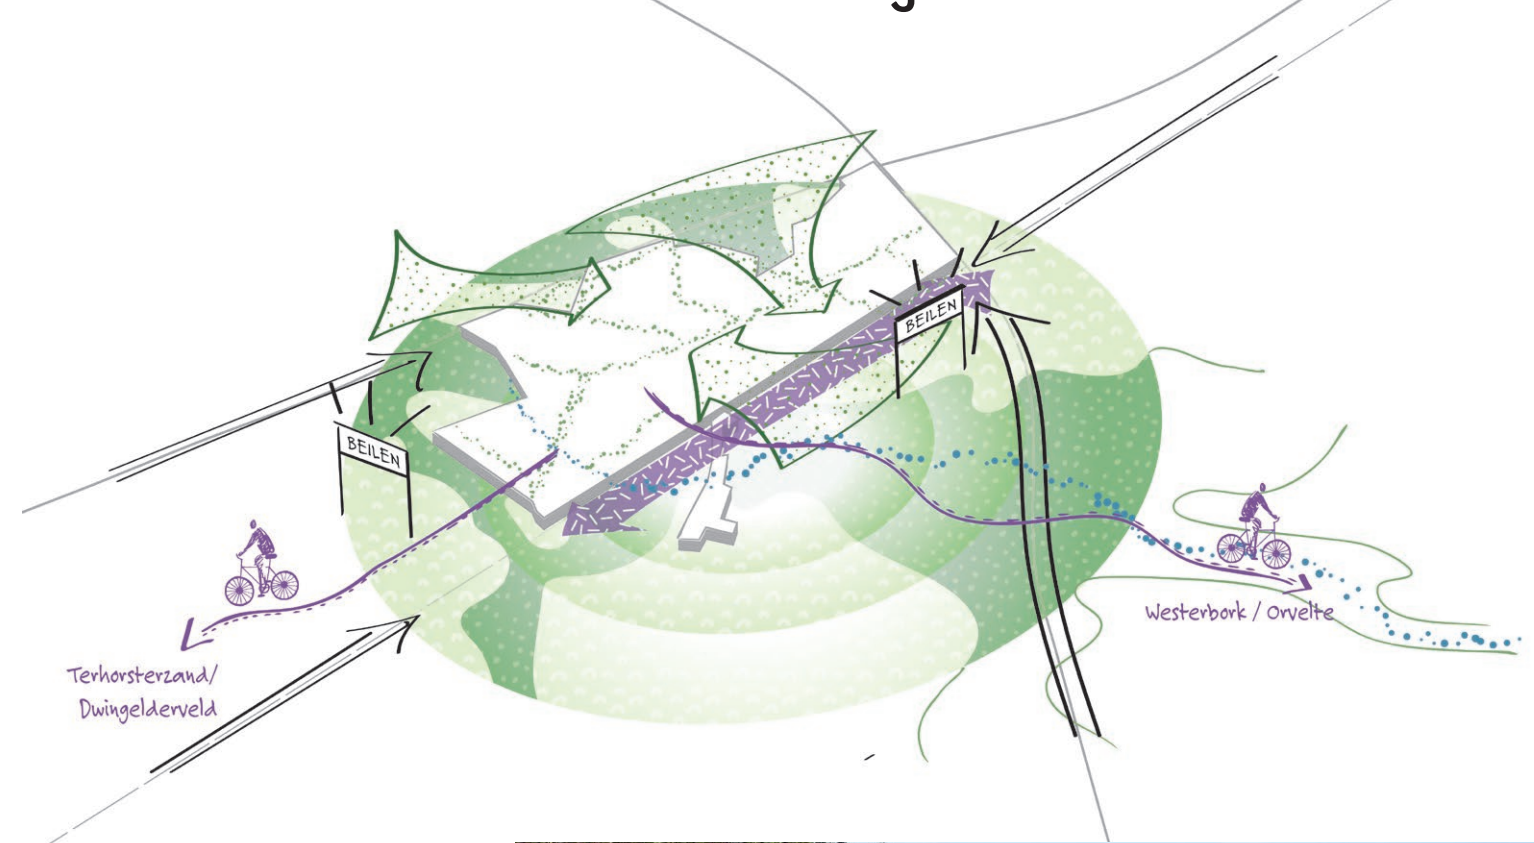 BEILEN
BEILEN
Westerbork / Orvelte
Terhorsterzand/
Dwingelderveld